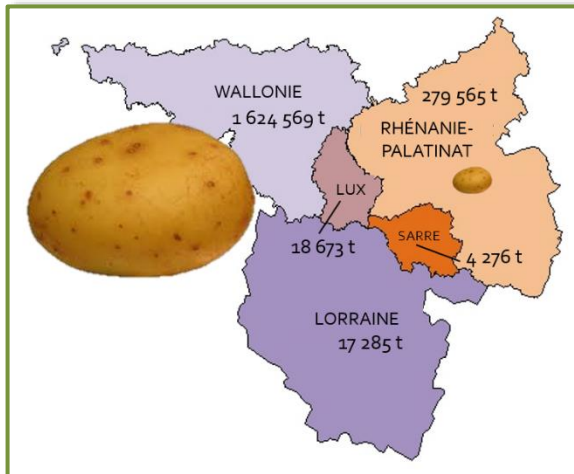 WALLONIE
1 624 569 t
279 565 t
RHÉNANIE-
PALATINAT
LUX
18 673 t
SARRE
4 276 t
LORRAINE
17 285 t